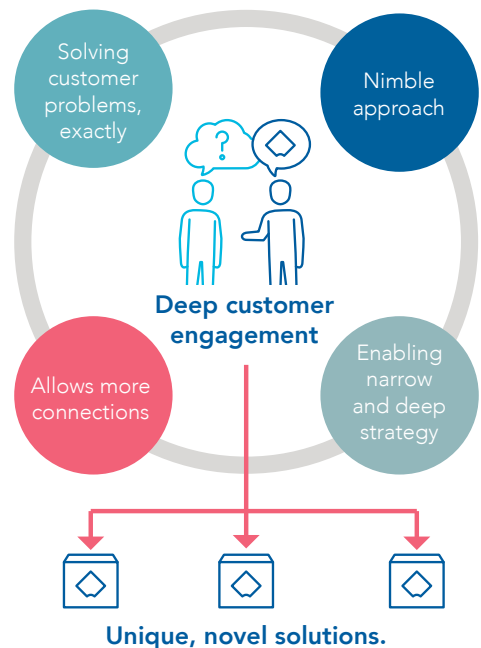 Solving
customer
problems,
exactly
Nimble
approach
?
Deep customer
engagement
Allows more
connections
Enabling
narrow
and deep
strategy
Unique, novel solutions.